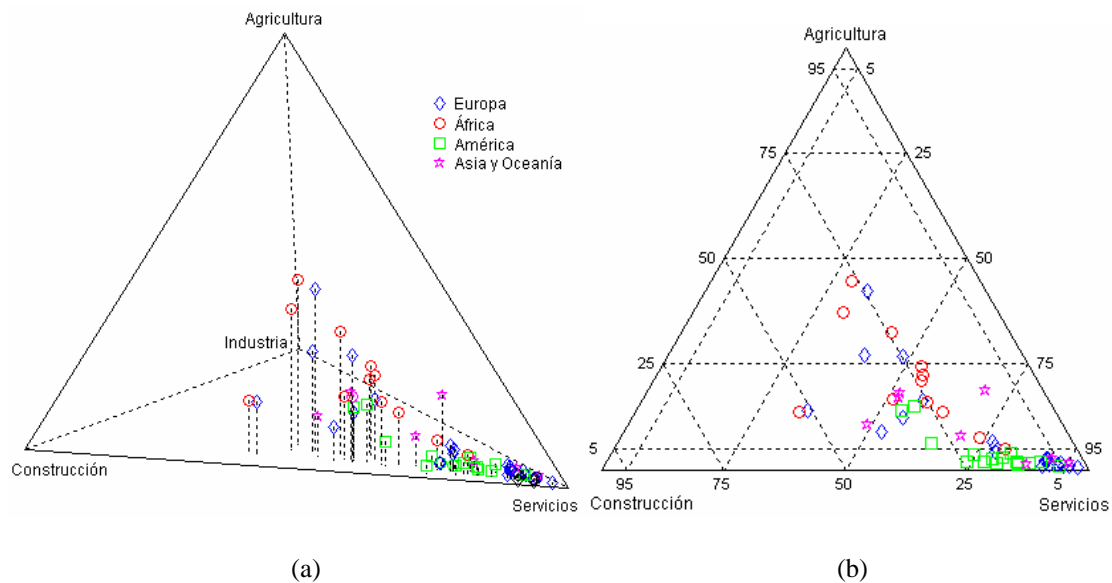 Agricultura
Europa
África
América
Asia y Oceanía
Industria
Construcción
Servicios
(a)
Agricultura
95
5
75
25
50
50
25
75
5
95
95
75
50
25
5
Construcción
Servicios
(b)